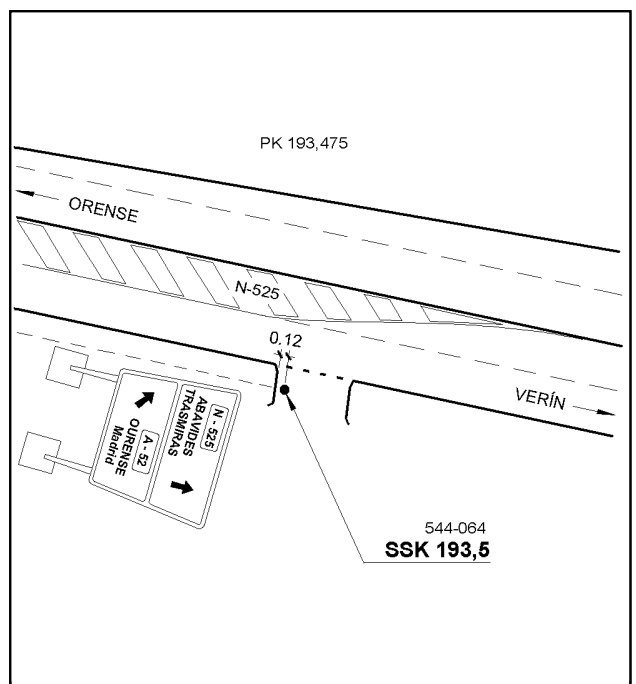 PK 193,475
ORENSE
N-525
0,12
VERÍN
N - 525
ABAVIDES
TRASMIRAS
A - 52
OURENSE
Madrid
544-064
SSK 193,5